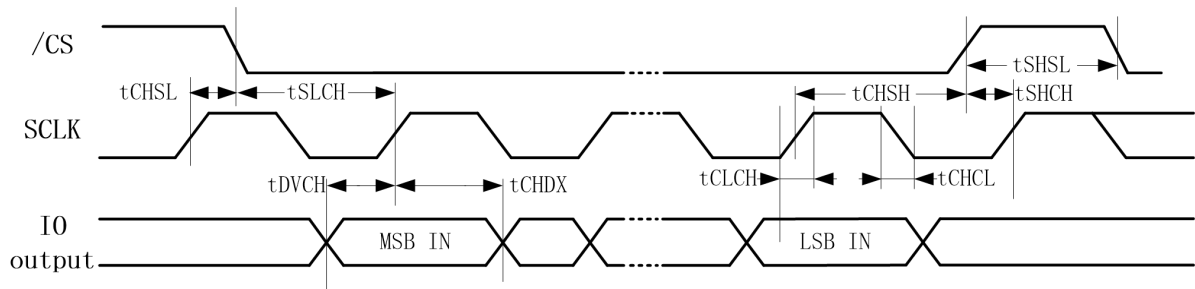 /CS
tSHSL
tCHSL
tSLCH
tCHSH
tSHCH
SCLK
tDVCH
tCHDX
tCLCH
tCHCL
IO
output
MSB IN
LSB IN